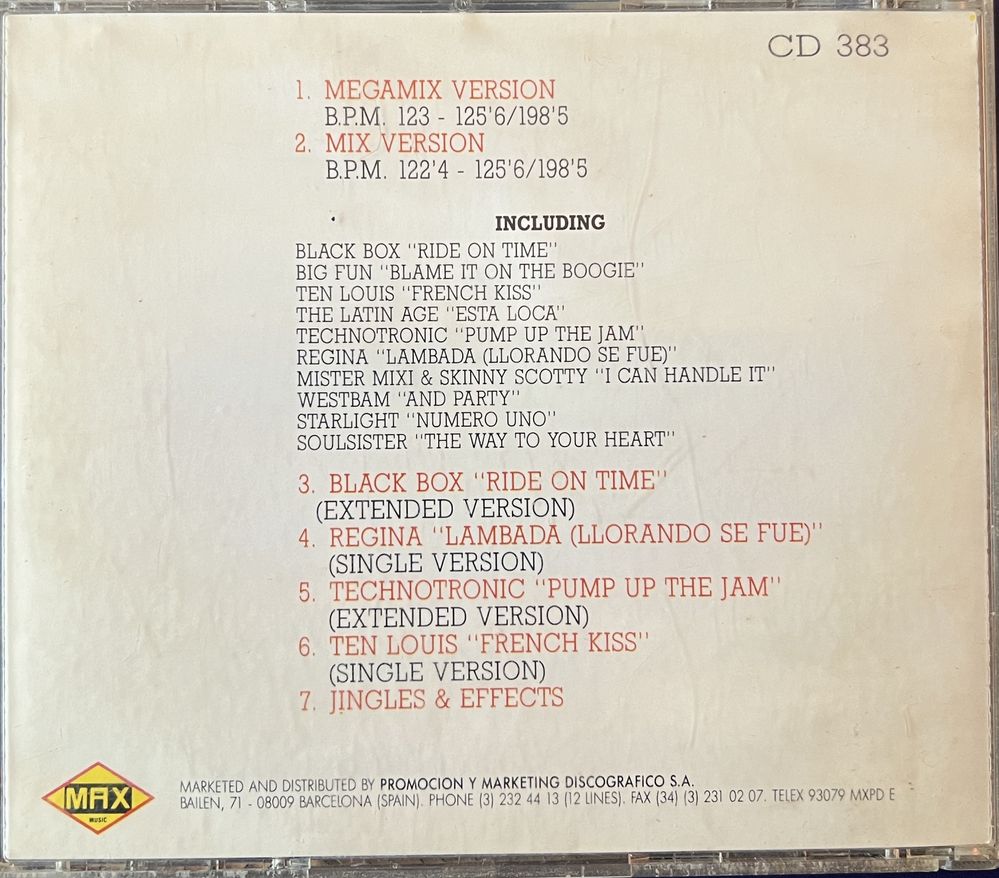 CD 383
1. MEGAMIX VERSION
B.P.M. 123 - 125'6/198'5
2. MIX VERSION
B.P.M. 122'4 - 125'6/198'5
INCLUDING
BLACK BOX "RIDE ON TIME"
BIG FUN "BLAME IT ON THE BOOGIE"
TEN LOUIS "FRENCH KISS"
THE LATIN AGE "ESTA LOCA"
TECHNOTRONIC "PUMP UP THE JAM"
REGINA "LAMBADA (LLORANDO SE FUE)"
MISTER MIXI & SKINNY SCOTTY "I CAN HANDLE IT"
WESTBAM "AND PARTY"
STARLIGHT "NUMERO UNO"
SOULSISTER "THE WAY TO YOUR HEART"
3. BLACK BOX "RIDE ON TIME"
(EXTENDED VERSION)
4. REGINA "LAMBADA (LLORANDO SE FUE)"
(SINGLE VERSION)
5. TECHNOTRONIC "PUMP UP THE JAM"
(EXTENDED VERSION)
6. TEN LOUIS "FRENCH KISS"
(SINGLE VERSION)
7. JINGLES & EFFECTS
MAX
MUSIC
MARKETED AND DISTRIBUTED BY PROMOCION Y MARKETING DISCOGRAFICO S.A.
BAILEN, 71 - 08009 BARCELONA (SPAIN). PHONE (3) 232 44 13 (12 LINES). FAX (34) (3) 231 02 07. TELEX 93079 MXPD E